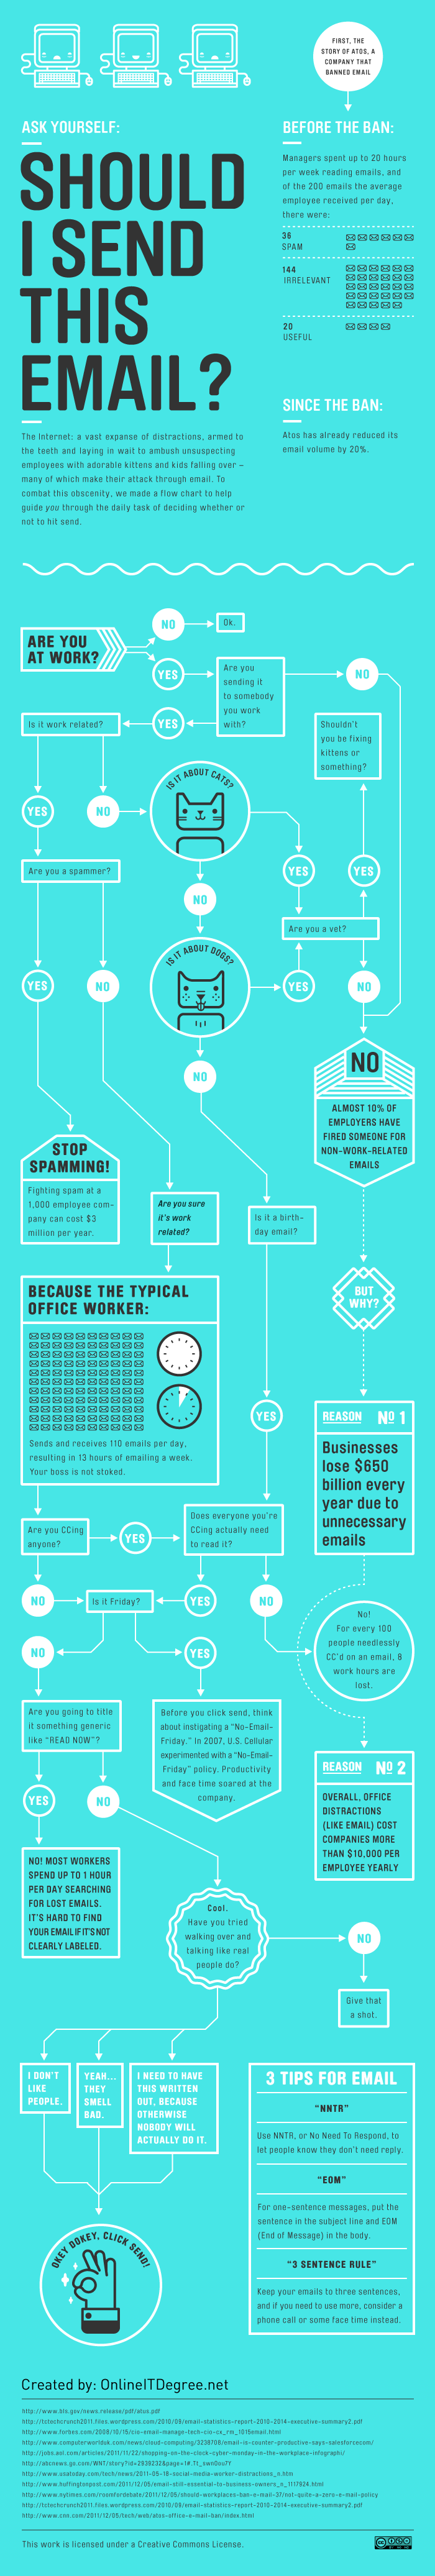 FIRST, THE
STORY OF ATOS, A
COMPANY THAT
BANNED EMAIL
ASK YOURSELF:
SHOULD
I SEND
THIS
EMAIL?
The Internet: a vast expanse of distractions, armed to
the teeth and laying in wait to ambush unsuspecting
employees with adorable kittens and kids falling over –
many of which make their attack through email. To
combat this obscenity, we made a flow chart to help
guide you through the daily task of deciding whether or
not to hit send.
BEFORE THE BAN:
Managers spent up to 20 hours
per week reading emails, and
of the 200 emails the average
employee received per day,
there were:
36
SPAM
144
IRRELEVANT
20
USEFUL
SINCE THE BAN:
Atos has already reduced its
email volume by 20%.
ARE YOU
AT WORK?
NO
Ok.
YES
Are you
sending it
to somebody
you work
with?
NO
YES
Is it work related?
Shouldn't
you be fixing
kittens or
something?
YES
NO
IS IT ABOUT CATS?
YES
YES
Are you a spammer?
NO
Are you a vet?
IS IT ABOUT DOGS?
YES
NO
YES
NO
NO
NO
ALMOST 10% OF
EMPLOYERS HAVE
FIRED SOMEONE FOR
NON-WORK-RELATED
EMAILS
STOP
SPAMMING!
Fighting spam at a
1,000 employee com-
pany can cost $3
million per year.
Are you sure
it's work
related?
Is it a birth-
day email?
BUT
WHY?
BECAUSE THE TYPICAL
OFFICE WORKER:
Sends and receives 110 emails per day,
resulting in 13 hours of emailing a week.
Your boss is not stoked.
YES
REASON Nº 1
Businesses
lose $650
billion every
year due to
unnecessary
emails
Are you CCing
anyone?
YES
Does everyone you're
CCing actually need
to read it?
NO
Is it Friday?
YES
NO
No!
For every 100
people needlessly
CC'd on an email, 8
work hours are
lost.
NO
YES
Are you going to title
it something generic
like "READ NOW"?
Before you click send, think
about instigating a "No-Email-
Friday." In 2007, U.S. Cellular
experimented with a "No-Email-
Friday" policy. Productivity
and face time soared at the
company.
REASON Nº 2
OVERALL, OFFICE
DISTRACTIONS
(LIKE EMAIL) COST
COMPANIES MORE
THAN $10,000 PER
EMPLOYEE YEARLY
YES
NO
NO! MOST WORKERS
SPEND UP TO 1 HOUR
PER DAY SEARCHING
FOR LOST EMAILS.
IT'S HARD TO FIND
YOUR EMAIL IF IT'S NOT
CLEARLY LABELED.
Cool.
Have you tried
walking over and
talking like real
people do?
NO
Give that
a shot.
I DON'T
LIKE
PEOPLE.
YEAH...
THEY
SMELL
BAD.
I NEED TO HAVE
THIS WRITTEN
OUT, BECAUSE
OTHERWISE
NOBODY WILL
ACTUALLY DO IT.
OKEY DOKEY, CLICK SEND!
3 TIPS FOR EMAIL
"NNTR"
Use NNTR, or No Need To Respond, to
let people know they don't need reply.
"EOM"
For one-sentence messages, put the
sentence in the subject line and EOM
(End of Message) in the body.
"3 SENTENCE RULE"
Keep your emails to three sentences,
and if you need to use more, consider a
phone call or some face time instead.
Created by: OnlineITDegree.net
http://www.bls.gov/news.release/pdf/atus.pdf
http://tstechcrunch2011.files.wordpress.com/2010/09/email-statistics-report-2010-2014-executive-summary2.pdf
http://www.forbes.com/2008/10/15/cio-email-manage-tech-cio-cx_rm_1015email.html
http://www.computerworlduk.com/news/cloud-computing/3238708/email-is-counter-productive-says-salesforcecom/
http://jobs.aol.com/articles/2011/11/22/shopping-on-the-clock-cyber-monday-in-the-workplace-infographi/
http://abcnews.go.com/WNT/story?id=2939232&page=1#.Tt_swnDou7Y
http://www.usatoday.com/tech/news/2011-05-18-social-media-worker-distractions_n.htm
http://www.huffingtonpost.com/2011/12/05/email-still-essential-to-business-owners_n_1117924.html
http://www.nytimes.com/roomfordebate/2011/12/05/should-workplaces-ban-e-mail-37/not-quite-a-zero-e-mail-policy
http://tstechcrunch2011.files.wordpress.com/2010/09/email-statistics-report-2010-2014-executive-summary2.pdf
http://www.cnn.com/2011/12/05/tech/web/atos-office-e-mail-ban/index.html
This work is licensed under a Creative Commons License.